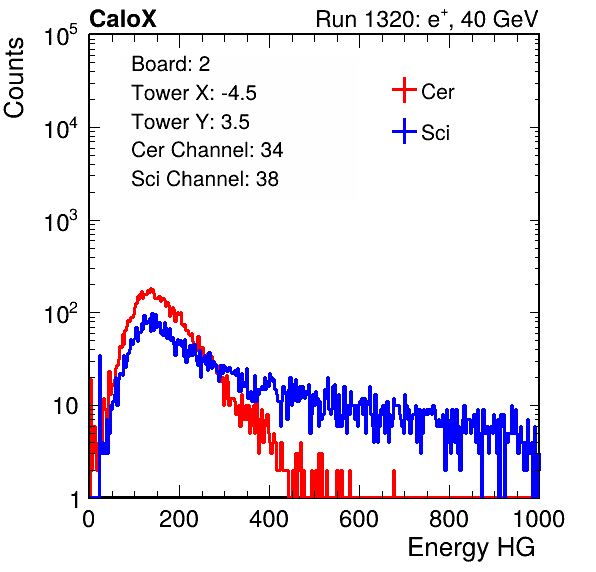 CaloX Run 1320: e⁺, 40 GeV
Counts
10⁵
10⁴
10³
10²
10
1
Board: 2
Tower X: -4.5
Tower Y: 3.5
Cer Channel: 34
Sci Channel: 38
Cer
Sci
0 200 400 600 800 1000
Energy HG